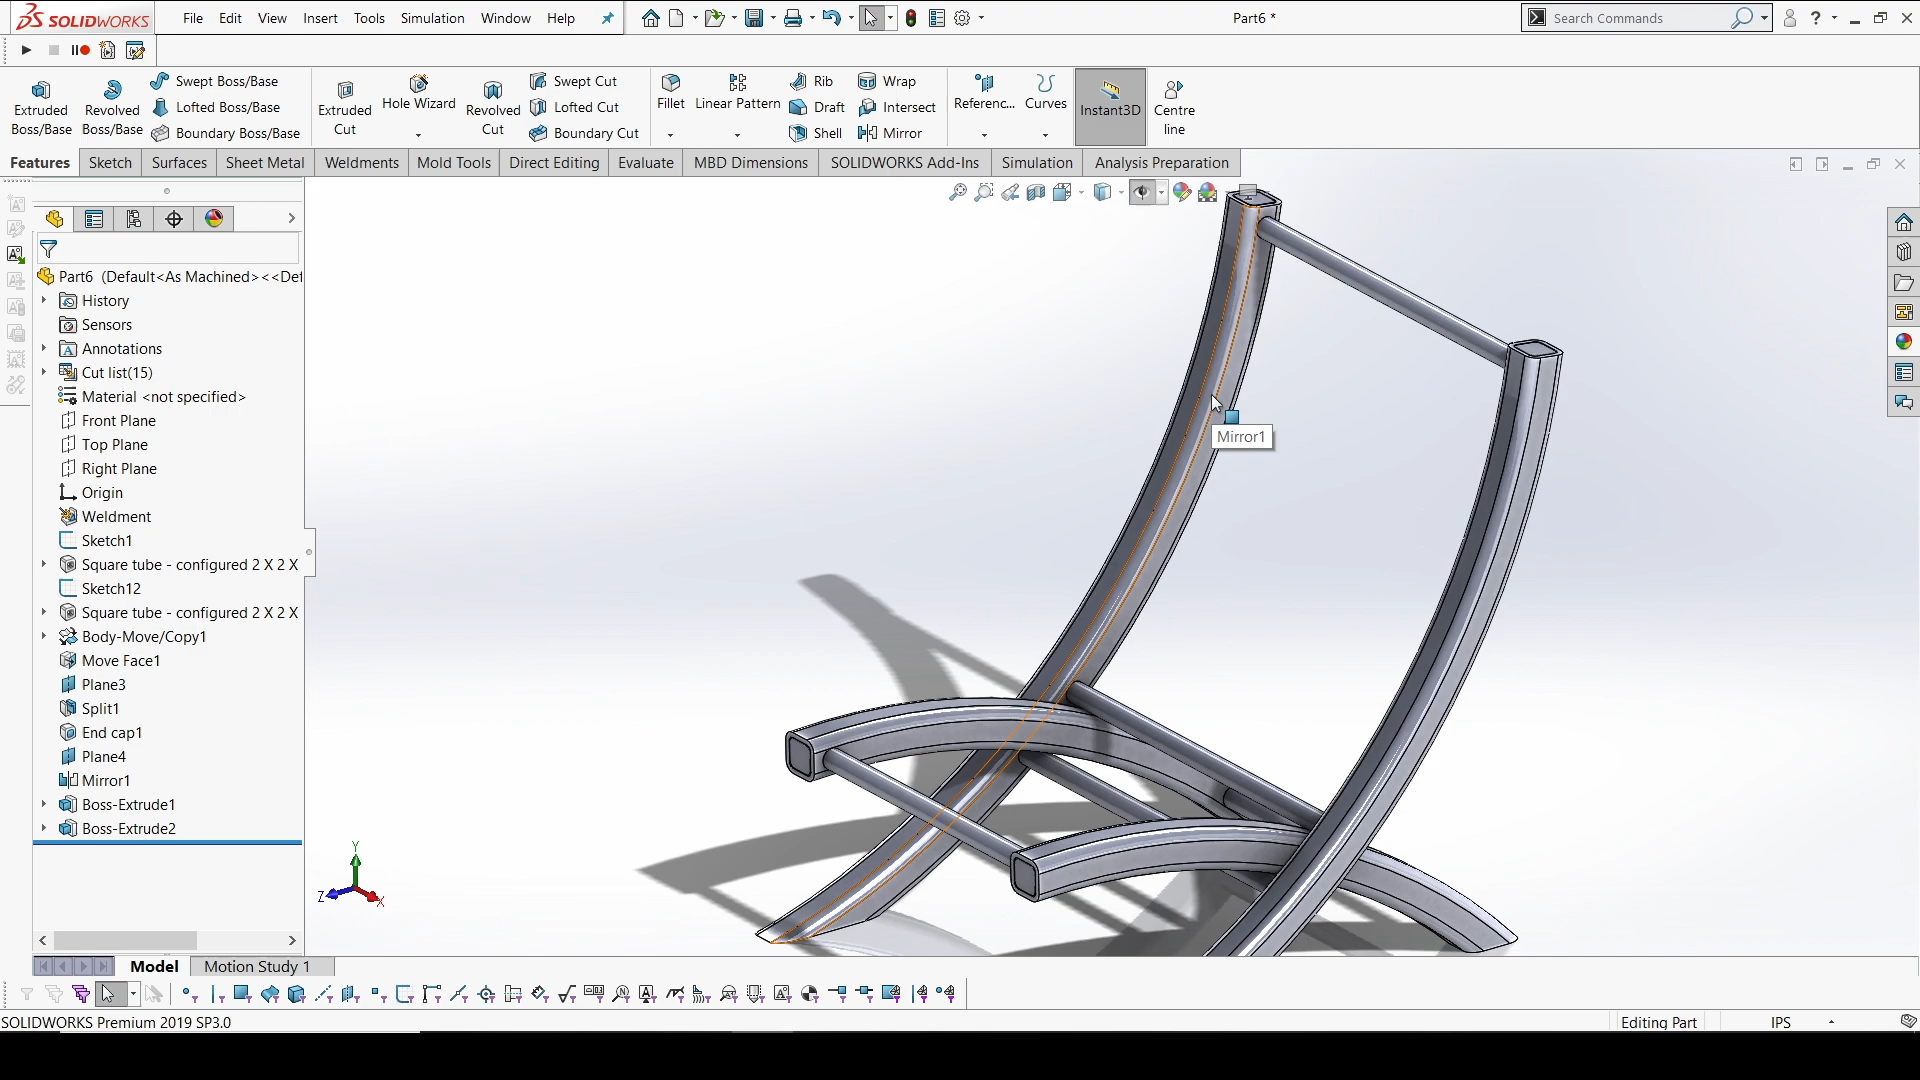 SOLIDWORKS File Edit View Insert Tools Simulation Window Help Part6 * Search Commands ?
Extruded Boss/Base
Revolved Boss/Base
Swept Boss/Base
Lofted Boss/Base
Boundary Boss/Base
Extruded Cut
Hole Wizard
Revolved Cut
Swept Cut
Lofted Cut
Boundary Cut
Fillet
Linear Pattern
Rib
Draft
Shell
Wrap
Intersect
Mirror
Referenc...
Curves
Instant3D
Centre line
Features Sketch Surfaces Sheet Metal Weldments Mold Tools Direct Editing Evaluate MBD Dimensions SOLIDWORKS Add-Ins Simulation Analysis Preparation
Part6 (Default<As Machined><<Def
History
Sensors
Annotations
Cut list(15)
Material <not specified>
Front Plane
Top Plane
Right Plane
Origin
Weldment
Sketch1
Square tube - configured 2 X 2 X
Sketch12
Square tube - configured 2 X 2 X
Body-Move/Copy1
Move Face1
Plane3
Split1
End cap1
Plane4
Mirror1
Boss-Extrude1
Boss-Extrude2
Mirror1
Y
Z
X
Model Motion Study 1
SOLIDWORKS Premium 2019 SP3.0 Editing Part IPS